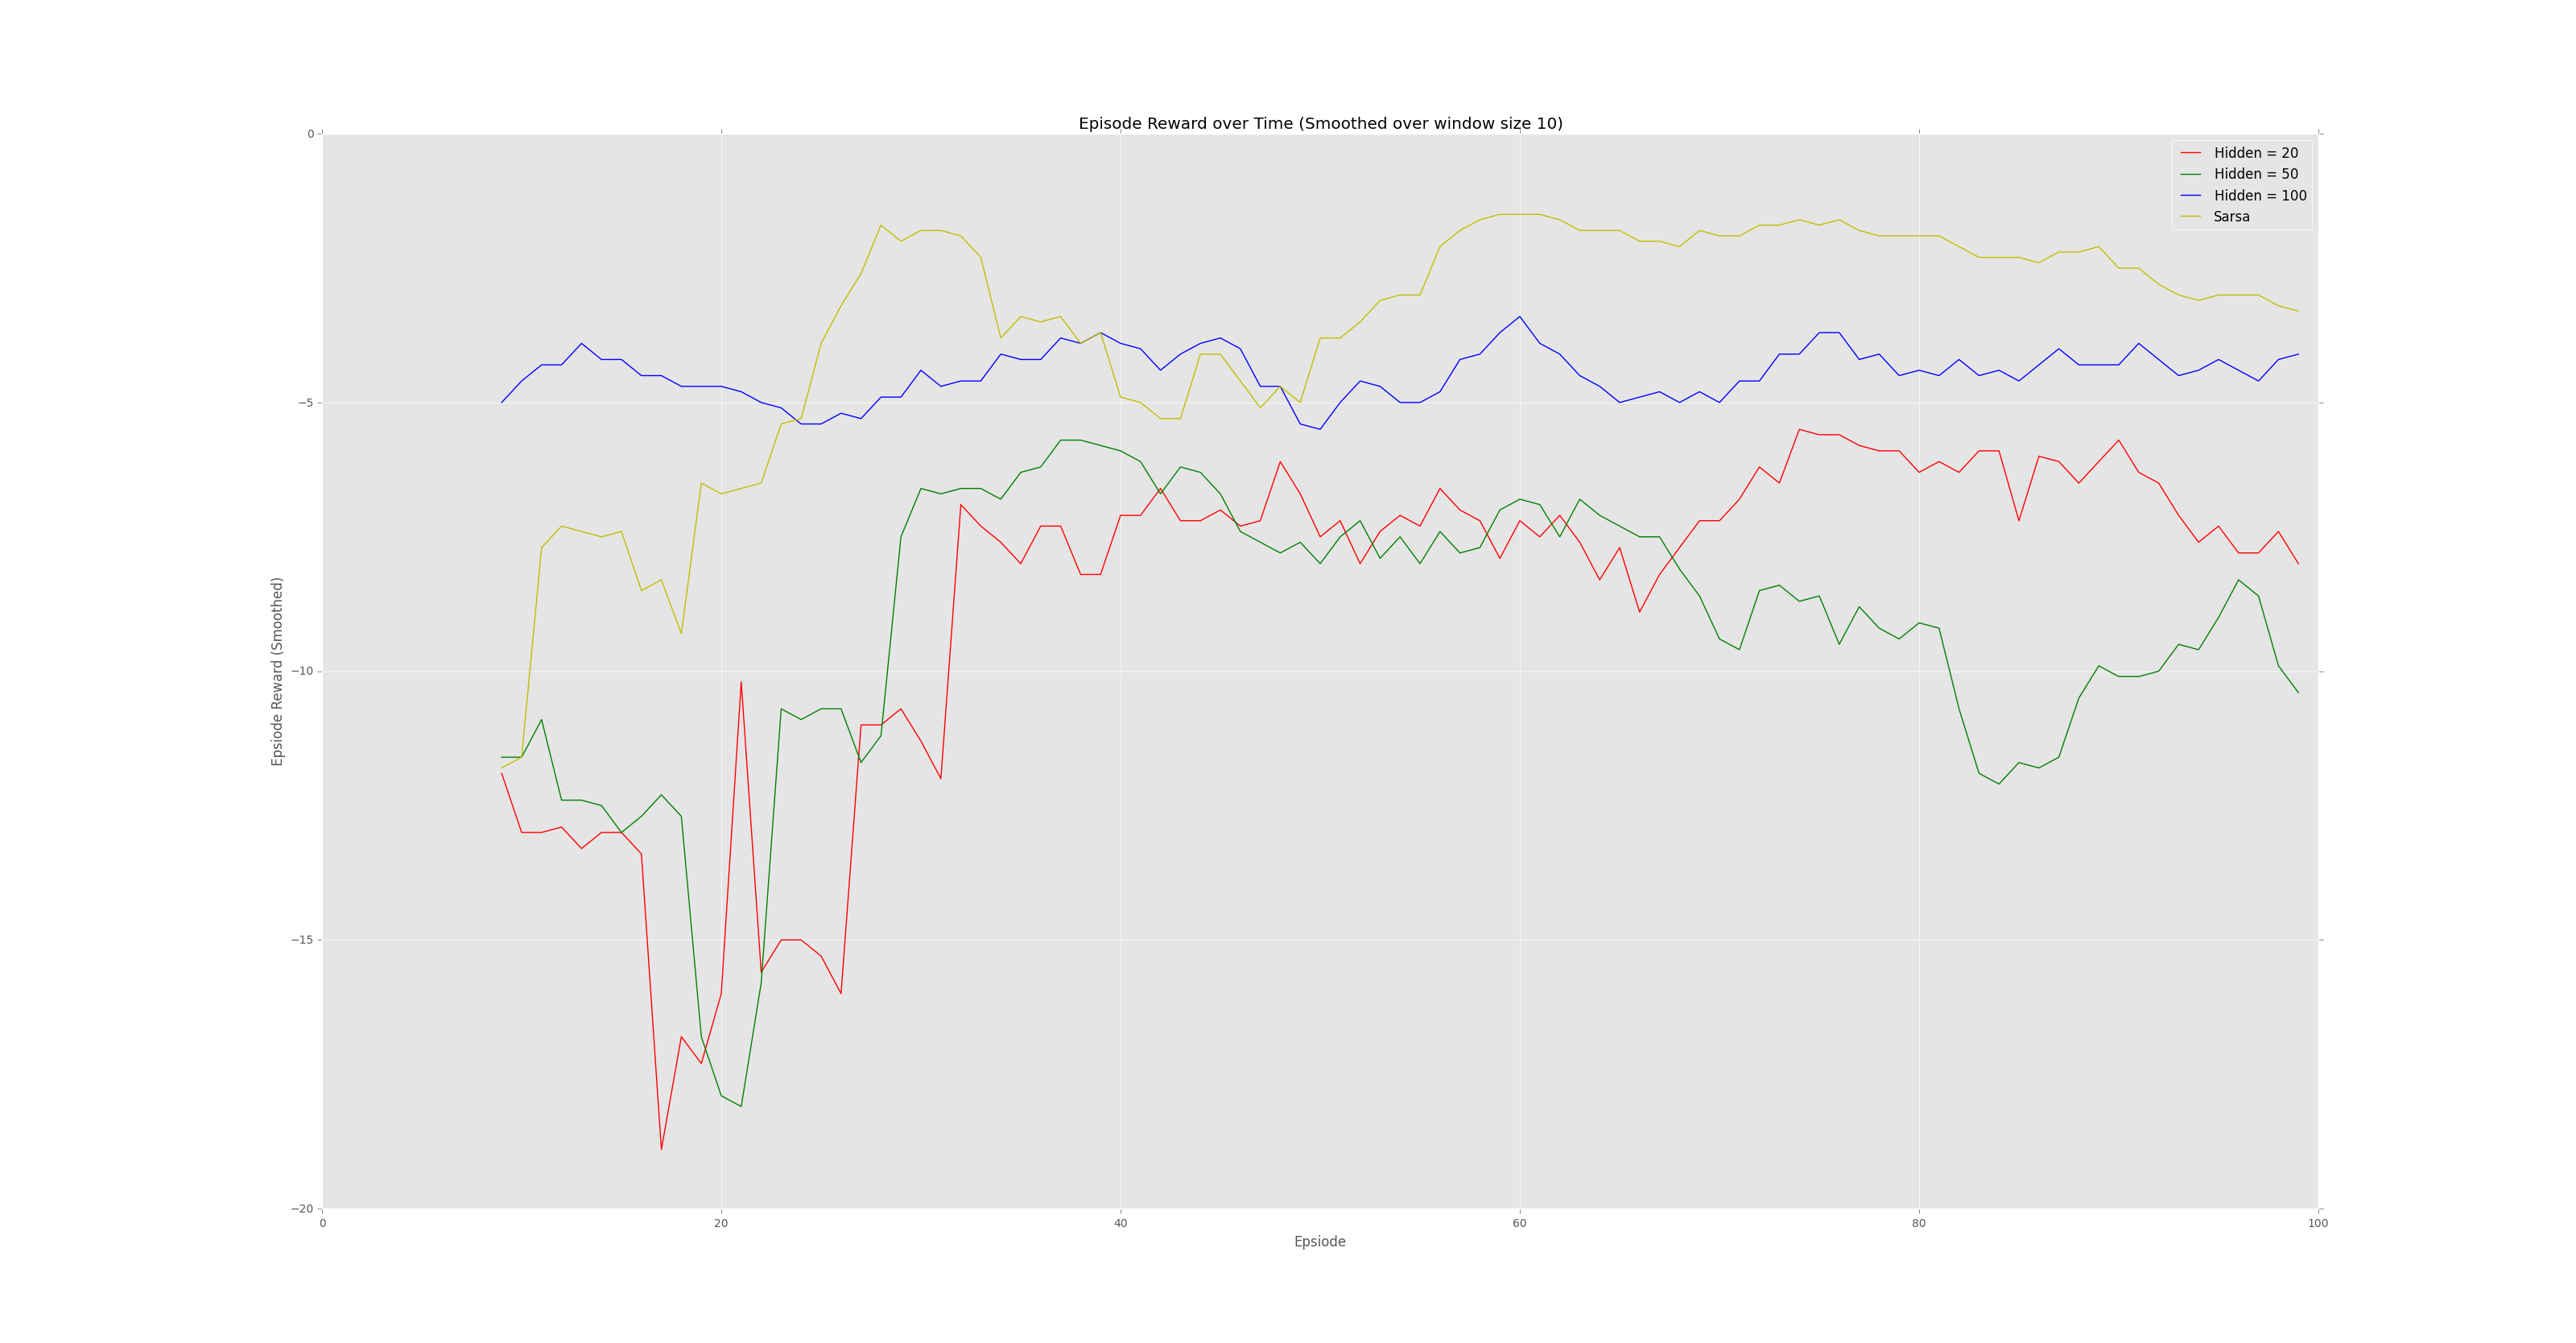 Episode Reward over Time (Smoothed over window size 10)
Hidden = 20
Hidden = 50
Hidden = 100
Sarsa
Epsiode Reward (Smoothed)
0
−5
−10
−15
−20
0 20 40 60 80 100
Epsiode